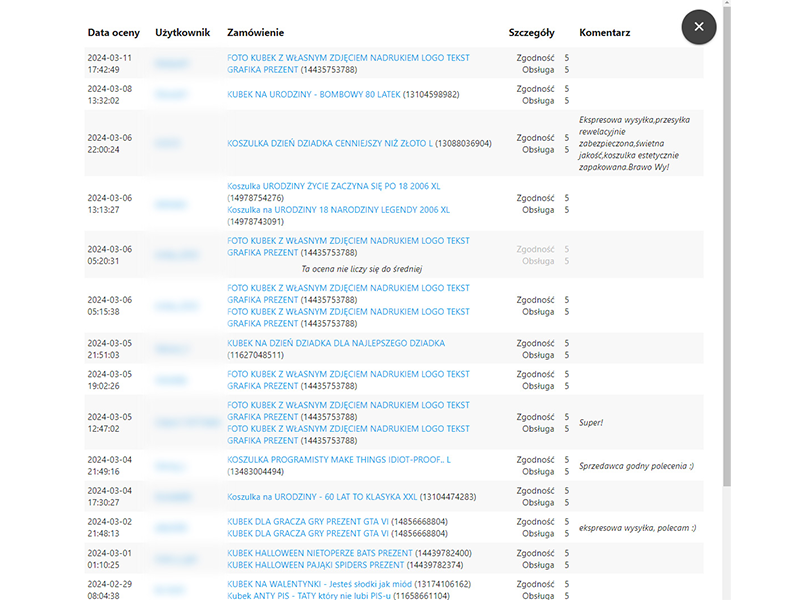 Data oceny Użytkownik Zamówienie Szczegóły Komentarz
2024-03-11
17:42:49
FOTO KUBEK Z WŁASNYM ZDJĘCIEM NADRUKIEM LOGO TEKST
GRAFIKA PREZENT (14435753788)
Zgodność 5
Obsługa 5
2024-03-08
13:32:02
KUBEK NA URODZINY - BOMBOWY 80 LATEK (13104598982)
Zgodność 5
Obsługa 5
2024-03-06
22:00:24
KOSZULKA DZIEŃ DZIADKA CENNIEJSZY NIŻ ZŁOTO L (13088036904)
Zgodność 5
Obsługa 5
Ekspresowa wysyłka,przesyłka
rewelacyjnie
zabezpieczona,świetna
jakość,koszulka estetycznie
zapakowana.Brawo Wy!
2024-03-06
13:13:27
Koszulka URODZINY ŻYCIE ZACZYNA SIĘ PO 18 2006 XL
(14978754276)
Koszulka na URODZINY 18 NARODZINY LEGENDY 2006 XL
(14978743091)
Zgodność 5
Obsługa 5
2024-03-06
05:20:31
FOTO KUBEK Z WŁASNYM ZDJĘCIEM NADRUKIEM LOGO TEKST
GRAFIKA PREZENT (14435753788)
Ta ocena nie liczy się do średniej
Zgodność 5
Obsługa 5
2024-03-06
05:15:38
FOTO KUBEK Z WŁASNYM ZDJĘCIEM NADRUKIEM LOGO TEKST
GRAFIKA PREZENT (14435753788)
FOTO KUBEK Z WŁASNYM ZDJĘCIEM NADRUKIEM LOGO TEKST
GRAFIKA PREZENT (14435753788)
Zgodność 5
Obsługa 5
2024-03-05
21:51:03
KUBEK NA DZIEŃ DZIADKA DLA NAJLEPSZEGO DZIADKA
(11627048511)
Zgodność 5
Obsługa 5
2024-03-05
19:02:26
FOTO KUBEK Z WŁASNYM ZDJĘCIEM NADRUKIEM LOGO TEKST
GRAFIKA PREZENT (14435753788)
Zgodność 5
Obsługa 5
2024-03-05
12:47:02
FOTO KUBEK Z WŁASNYM ZDJĘCIEM NADRUKIEM LOGO TEKST
GRAFIKA PREZENT (14435753788)
FOTO KUBEK Z WŁASNYM ZDJĘCIEM NADRUKIEM LOGO TEKST
GRAFIKA PREZENT (14435753788)
Zgodność 5
Obsługa 5
Super!
2024-03-04
21:49:16
KOSZULKA PROGRAMISTY MAKE THINGS IDIOT-PROOF.. L
(13483004494)
Zgodność 5
Obsługa 5
Sprzedawca godny polecenia :)
2024-03-04
17:30:27
Koszulka na URODZINY - 60 LAT TO KLASYKA XXL (13104474283)
Zgodność 5
Obsługa 5
2024-03-02
21:48:13
KUBEK DLA GRACZA GRY PREZENT GTA VI (14856668804)
KUBEK DLA GRACZA GRY PREZENT GTA VI (14856668804)
Zgodność 5
Obsługa 5
ekspresowa wysyłka, polecam :)
2024-03-01
01:10:25
KUBEK HALLOWEEN NIETOPERZE BATS PREZENT (14439782400)
KUBEK HALLOWEEN PAJĄKI SPIDERS PREZENT (14439782374)
Zgodność 5
Obsługa 5
2024-02-29
08:04:38
KUBEK NA WALENTYNKI - Jesteś słodki jak miód (13174106162)
Kubek ANTY PIS - TATY który nie lubi PIS-u (11658661104)
Zgodność 5
Obsługa 5